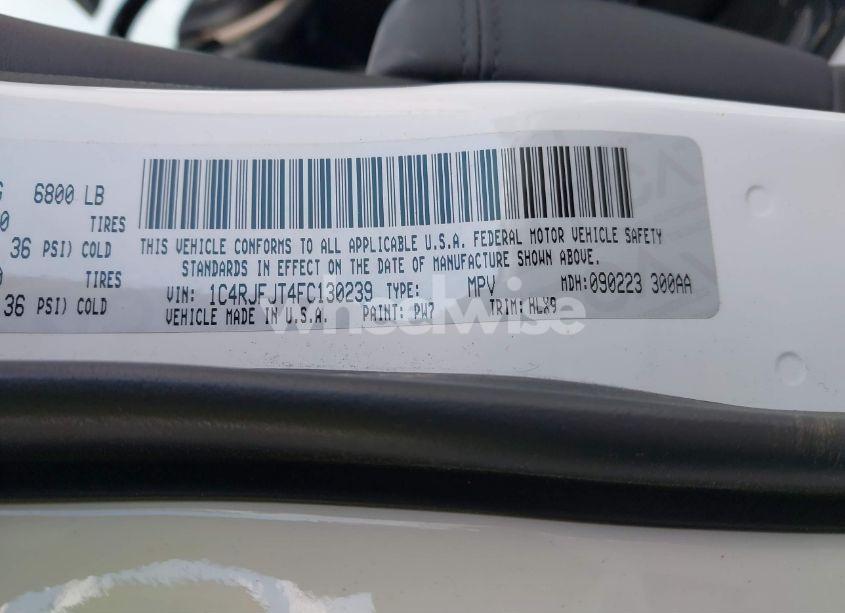 6800 LB
TIRES
36 PSI) COLD
TIRES
36 PSI) COLD
THIS VEHICLE CONFORMS TO ALL APPLICABLE U.S.A. FEDERAL MOTOR VEHICLE SAFETY
STANDARDS IN EFFECT ON THE DATE OF MANUFACTURE SHOWN ABOVE.
VIN: 1C4RJFJT4FC130239 TYPE: MPV MDH: 090223 300AA
VEHICLE MADE IN U.S.A. PAINT: PW7 TRIM: HLX9
wheelwise